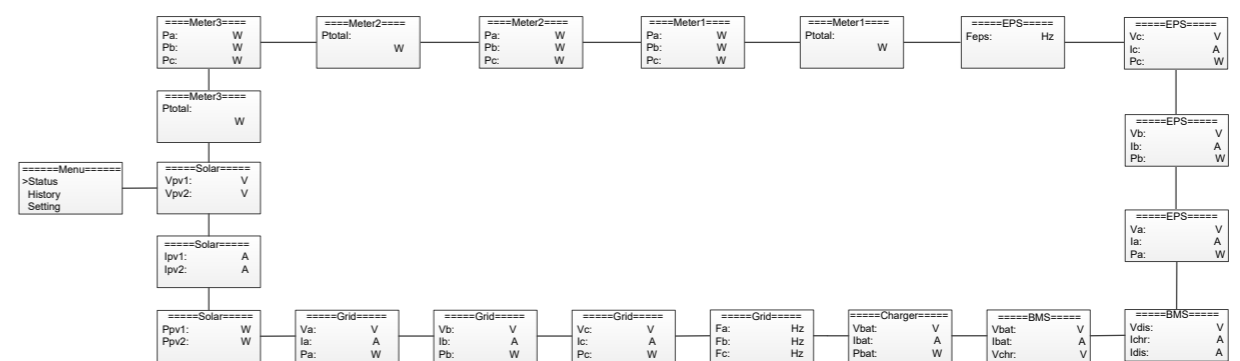 ====Meter3====
Pa: W
Pb: W
Pc: W
====Meter2====
Ptotal:
W
====Meter2====
Pa: W
Pb: W
Pc: W
====Meter1====
Pa: W
Pb: W
Pc: W
====Meter1====
Ptotal:
W
=====EPS=====
Feps: Hz
=====EPS=====
Vc: V
Ic: A
Pc: W
====Meter3====
Ptotal:
W
=====EPS=====
Vb: V
Ib: A
Pb: W
======Menu======
>Status
History
Setting
=====Solar=====
Vpv1: V
Vpv2: V
=====EPS=====
Va: V
Ia: A
Pa: W
=====Solar=====
Ipv1: A
Ipv2: A
=====Solar=====
Ppv1: W
Ppv2: W
=====Grid=====
Va: V
Ia: A
Pa: W
=====Grid=====
Vb: V
Ib: A
Pb: W
=====Grid=====
Vc: V
Ic: A
Pc: W
=====Grid=====
Fa: Hz
Fb: Hz
Fc: Hz
=====Charger=====
Vbat: V
Ibat: A
Pbat: W
=====BMS=====
Vbat: V
Ibat: A
Vchr: V
=====BMS=====
Vdis: V
Ichr: A
Idis: A